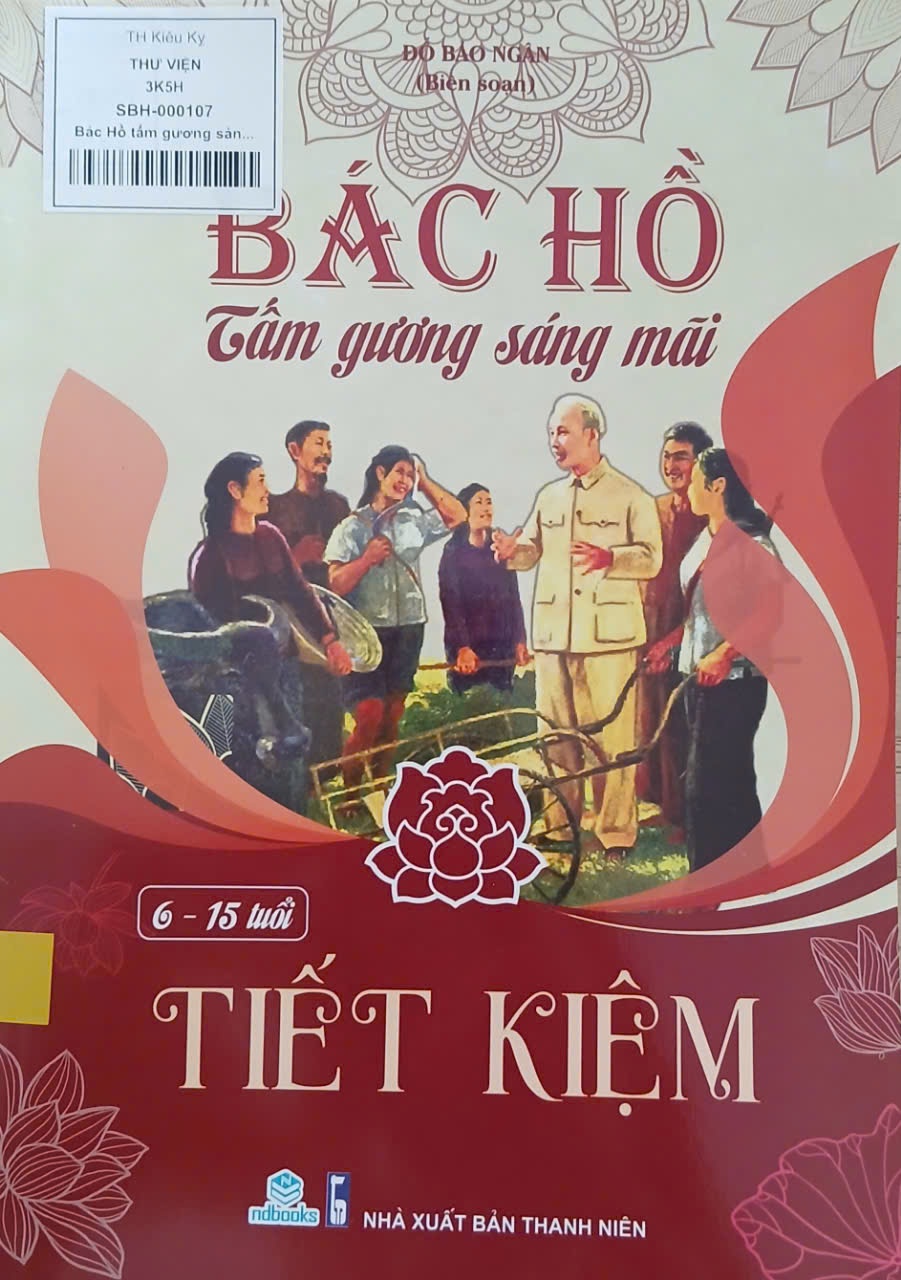 TH Kiêu Kỵ
THƯ VIỆN
3K5H
SBH-000107
Bác Hồ tấm gương sán...
ĐỖ BẢO NGÂN
(Biên soạn)
BÁC HỒ
Tấm gương sáng mãi
6 - 15 tuổi
TIẾT KIỆM
ndbooks
NHÀ XUẤT BẢN THANH NIÊN